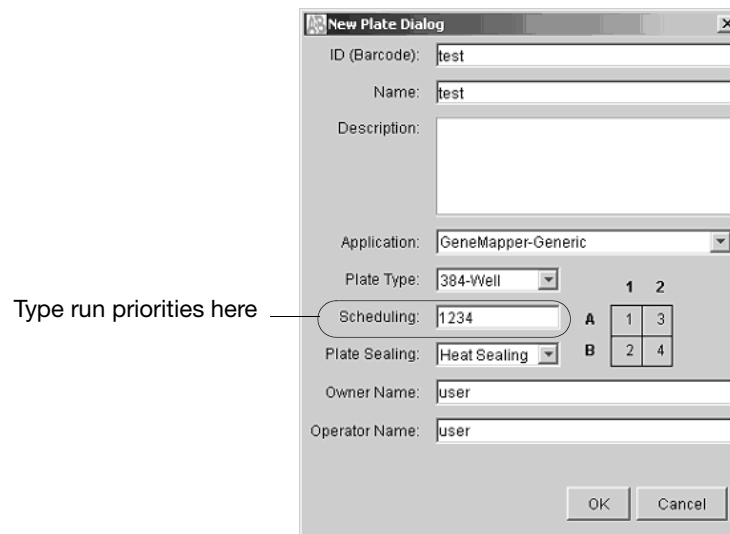 New Plate Dialog
ID (Barcode): test
Name: test
Description:
Application: GeneMapper-Generic
Plate Type: 384-Well
1 2
Type run priorities here
Scheduling: 1234
A 1 3
Plate Sealing: Heat Sealing
B 2 4
Owner Name: user
Operator Name: user
OK Cancel